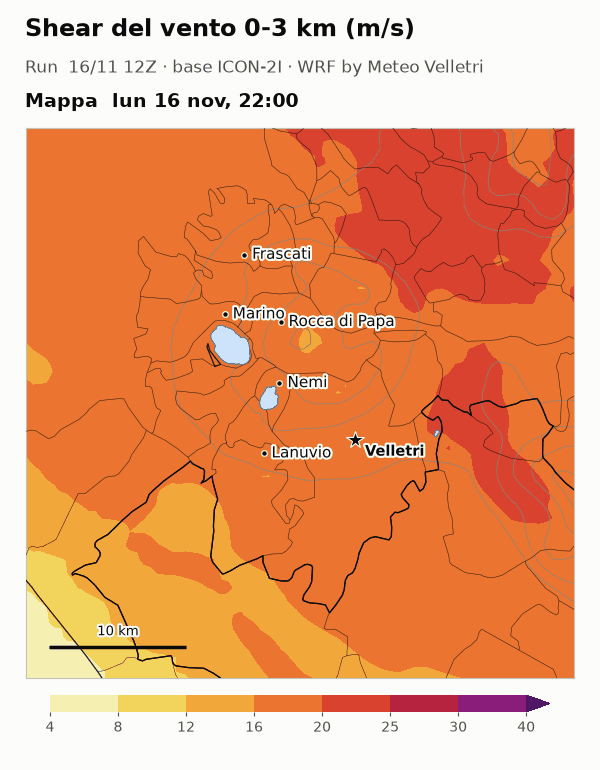 Shear del vento 0-3 km (m/s)
Run  16/11 12Z · base ICON-2I · WRF by Meteo Velletri
Mappa  lun 16 nov, 22:00
Frascati
Marino
Rocca di Papa
Nemi
Velletri
Lanuvio
10 km
4 8 12 16 20 25 30 40